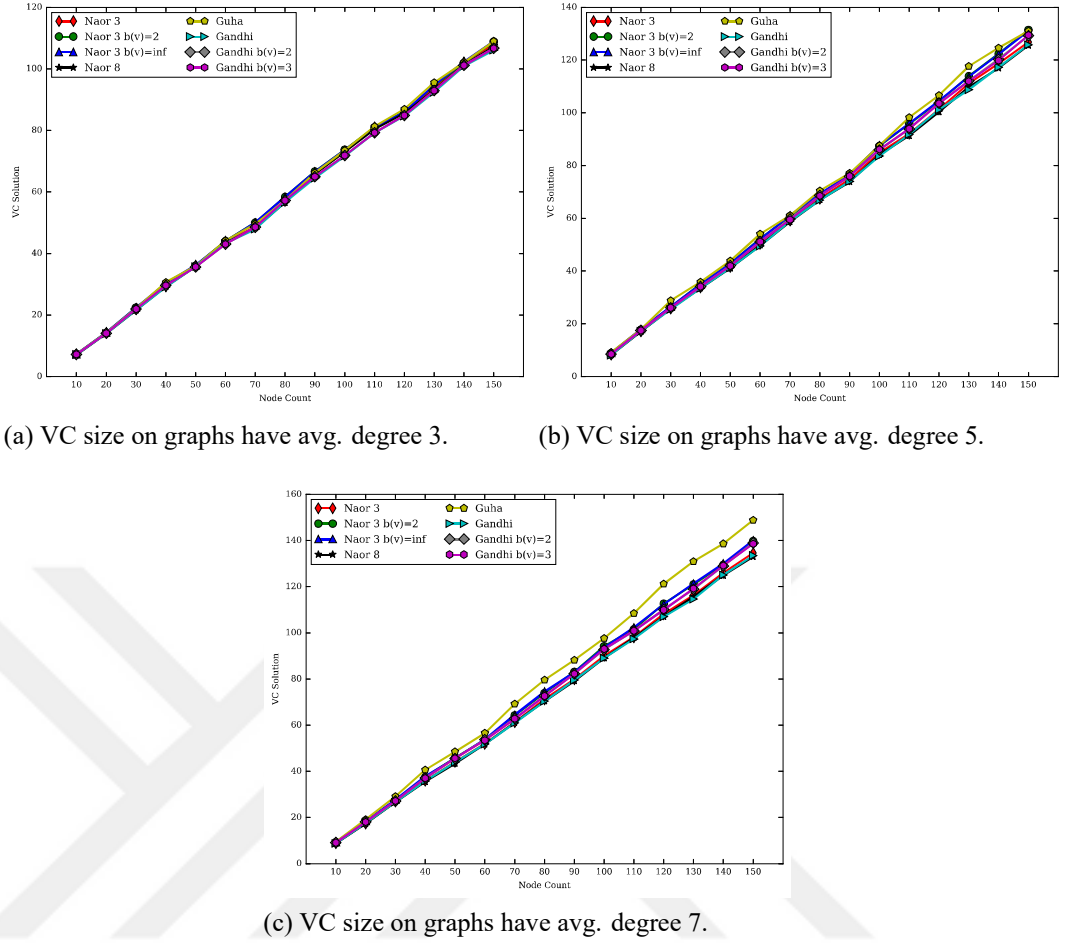 140
120
100
80
60
40
20
0
VC Solution
Naor 3
Naor 3 b(v)=2
Naor 3 b(v)=inf
Naor 8
Guha
Gandhi
Gandhi b(v)=2
Gandhi b(v)=3
10 20 30 40 50 60 70 80 90 100 110 120 130 140 150
Node Count
(a) VC size on graphs have avg. degree 3.
140
120
100
80
60
40
20
0
VC Solution
Naor 3
Naor 3 b(v)=2
Naor 3 b(v)=inf
Naor 8
Guha
Gandhi
Gandhi b(v)=2
Gandhi b(v)=3
10 20 30 40 50 60 70 80 90 100 110 120 130 140 150
Node Count
(b) VC size on graphs have avg. degree 5.
160
140
120
100
80
60
40
20
0
VC Solution
Naor 3
Naor 3 b(v)=2
Naor 3 b(v)=inf
Naor 8
Guha
Gandhi
Gandhi b(v)=2
Gandhi b(v)=3
10 20 30 40 50 60 70 80 90 100 110 120 130 140 150
Node Count
(c) VC size on graphs have avg. degree 7.